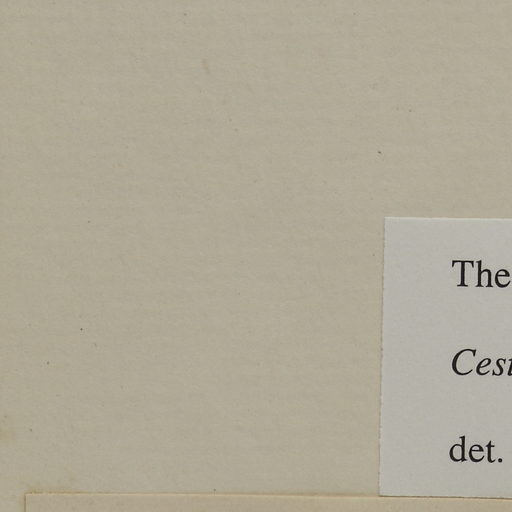 The
Cest
det.